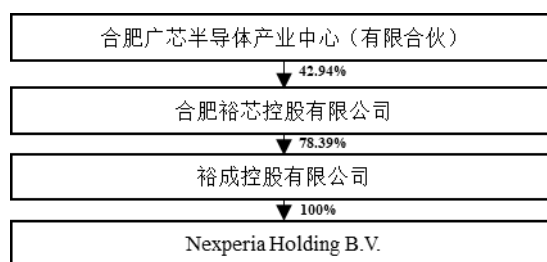 合肥广芯半导体产业中心（有限合伙）
42.94%
合肥裕芯控股有限公司
78.39%
裕成控股有限公司
100%
Nexperia Holding B.V.